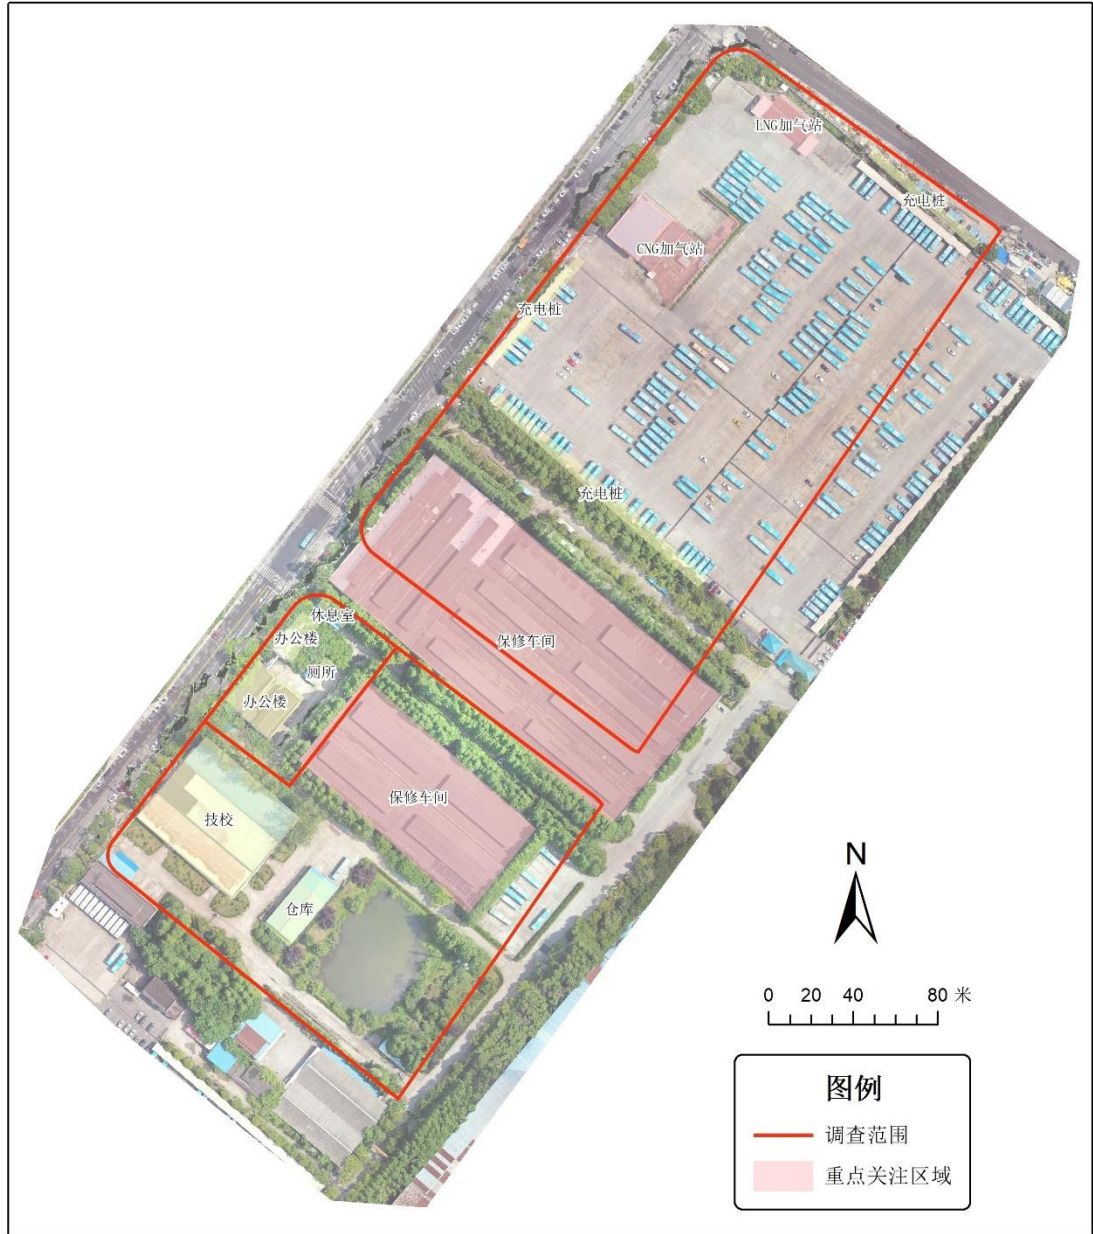 LNG加气站
充电桩
CNG加气站
充电桩
充电桩
保修车间
休息室
办公楼
厕所
办公楼
保修车间
技校
仓库
N
0 20 40 80 米
图例
调查范围
重点关注区域